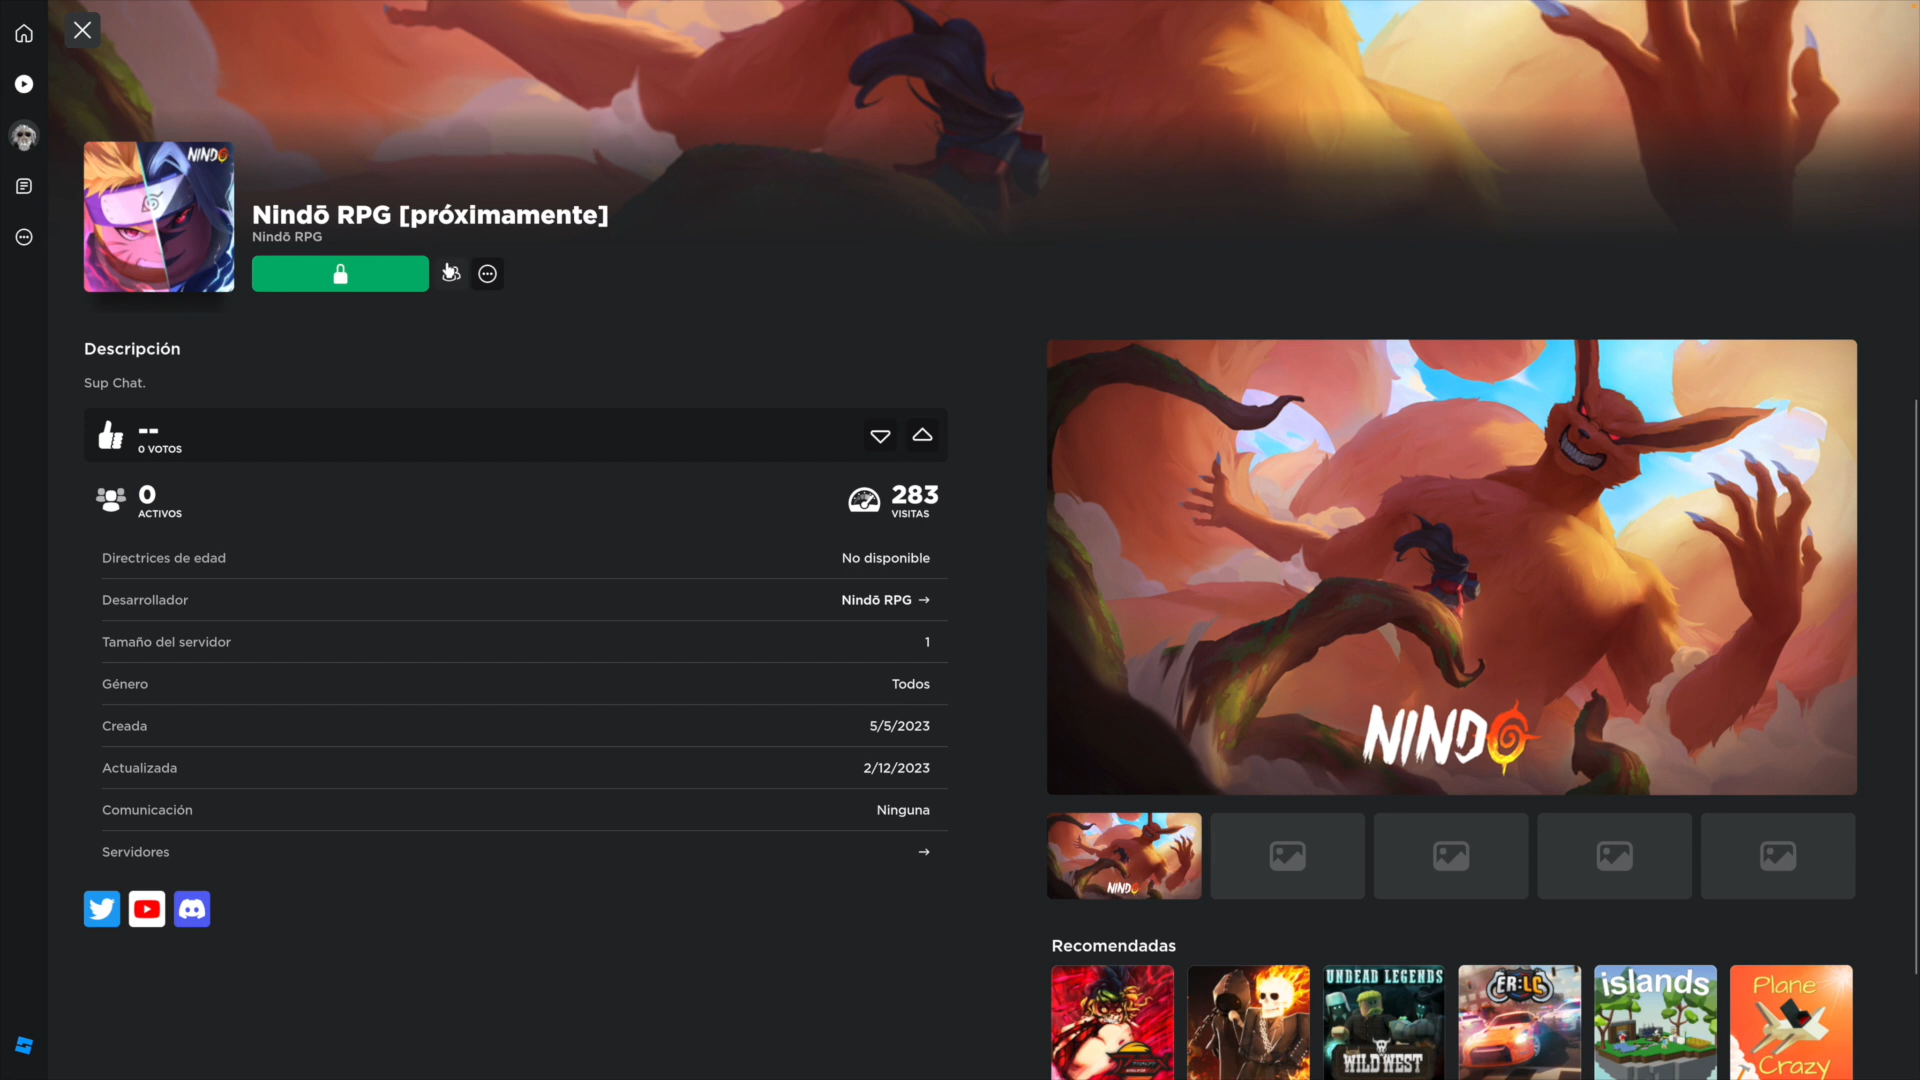 NINDO
Nindō RPG [próximamente]
Nindō RPG
Descripción
Sup Chat.
--
0 VOTOS
0
ACTIVOS
283
VISITAS
Directrices de edad
No disponible
Desarrollador
Nindō RPG →
Tamaño del servidor
1
Género
Todos
Creada
5/5/2023
Actualizada
2/12/2023
Comunicación
Ninguna
Servidores
→
NINDO
NINDO
Recomendadas
UNDEAD LEGENDS
WILD WEST
ER:LC
islands
Plane
Crazy